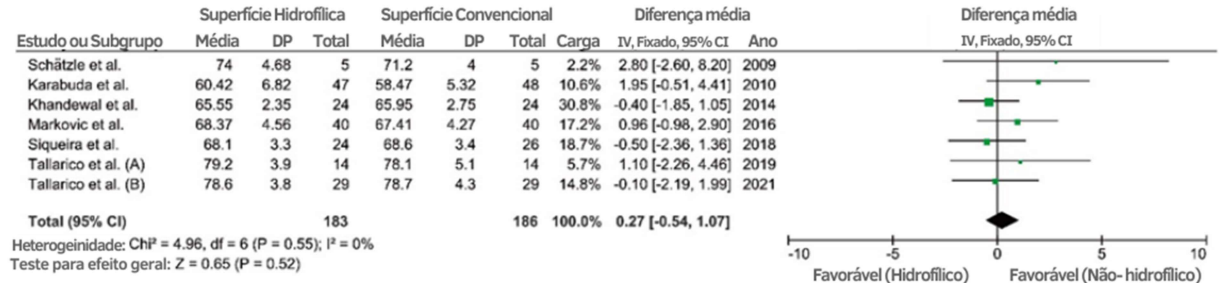 Superfície Hidrofílica Superfície Convencional Diferença média Diferença média
Estudo ou Subgrupo Média DP Total Média DP Total Carga IV, Fixado, 95% CI Ano IV, Fixado, 95% CI
Schätzle et al. 74 4.68 5 71.2 4 5 2.2% 2.80 [-2.60, 8.20] 2009
Karabuda et al. 60.42 6.82 47 58.47 5.32 48 10.6% 1.95 [-0.51, 4.41] 2010
Khandewal et al. 65.55 2.35 24 65.95 2.75 24 30.8% -0.40 [-1.85, 1.05] 2014
Markovic et al. 68.37 4.56 40 67.41 4.27 40 17.2% 0.96 [-0.98, 2.90] 2016
Siqueira et al. 68.1 3.3 24 68.6 3.4 26 18.7% -0.50 [-2.36, 1.36] 2018
Tallarico et al. (A) 79.2 3.9 14 78.1 5.1 14 5.7% 1.10 [-2.26, 4.46] 2019
Tallarico et al. (B) 78.6 3.8 29 78.7 4.3 29 14.8% -0.10 [-2.19, 1.99] 2021
Total (95% CI) 183 186 100.0% 0.27 [-0.54, 1.07]
Heterogeinidade: Chi² = 4.96, df = 6 (P = 0.55); I² = 0%
Teste para efeito geral: Z = 0.65 (P = 0.52)
-10 -5 0 5 10
Favorável (Hidrofílico) Favorável (Não- hidrofílico)